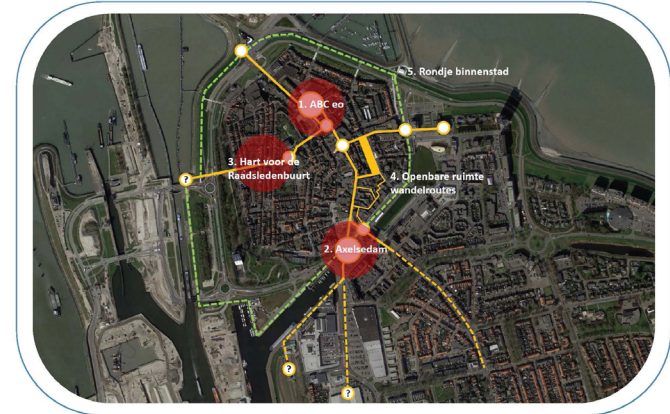 5. Rondje binnenstad
1. ABC eo
3. Hart voor de
Raadsledenbuurt
4. Openbare ruimte
wandelroutes
2. Axelsedam
?
?
?